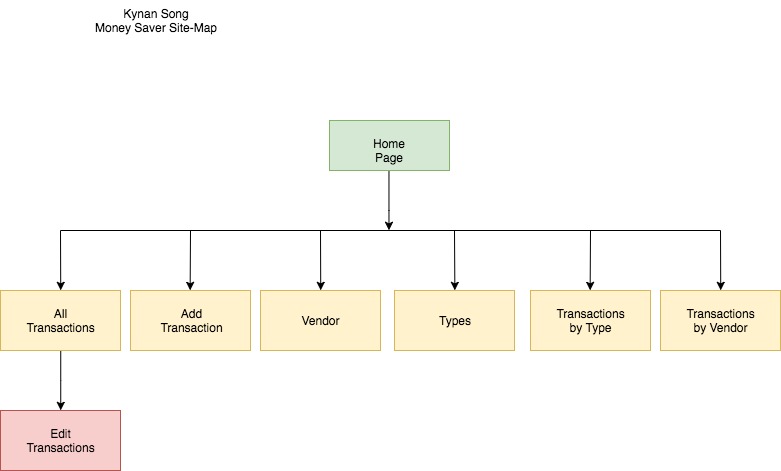 Kynan Song
Money Saver Site-Map
Home
Page
All
Transactions
Add
Transaction
Vendor
Types
Transactions
by Type
Transactions
by Vendor
Edit
Transactions